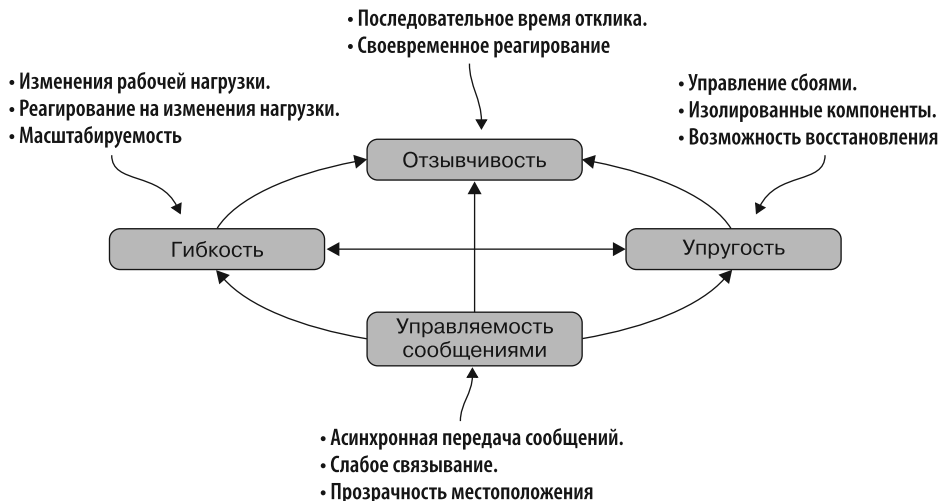 • Последовательное время отклика.
• Своевременное реагирование
• Изменения рабочей нагрузки.
• Реагирование на изменения нагрузки.
• Масштабируемость
• Управление сбоями.
• Изолированные компоненты.
• Возможность восстановления
Отзывчивость
Гибкость
Упругость
Управляемость
сообщениями
• Асинхронная передача сообщений.
• Слабое связывание.
• Прозрачность местоположения